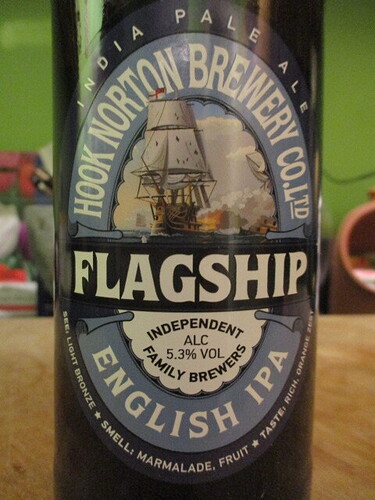 INDIA PALE ALE
HOOK NORTON BREWERY CO. LTD
FLAGSHIP
INDEPENDENT
ALC
5.3% VOL
FAMILY BREWERS
ENGLISH IPA
SEE: LIGHT BRONZE ★ SMELL: MARMALADE, FRUIT ★ TASTE: RICH, ORANGE ZEST